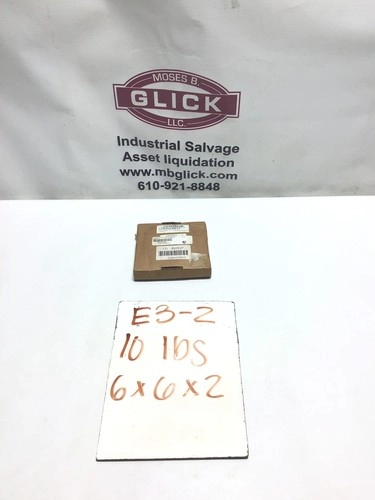 MOSES B.
GLICK
LLC.
Industrial Salvage
Asset liquidation
www.mbglick.com
610-921-8848
E3-2
10 lbs
6x6x2